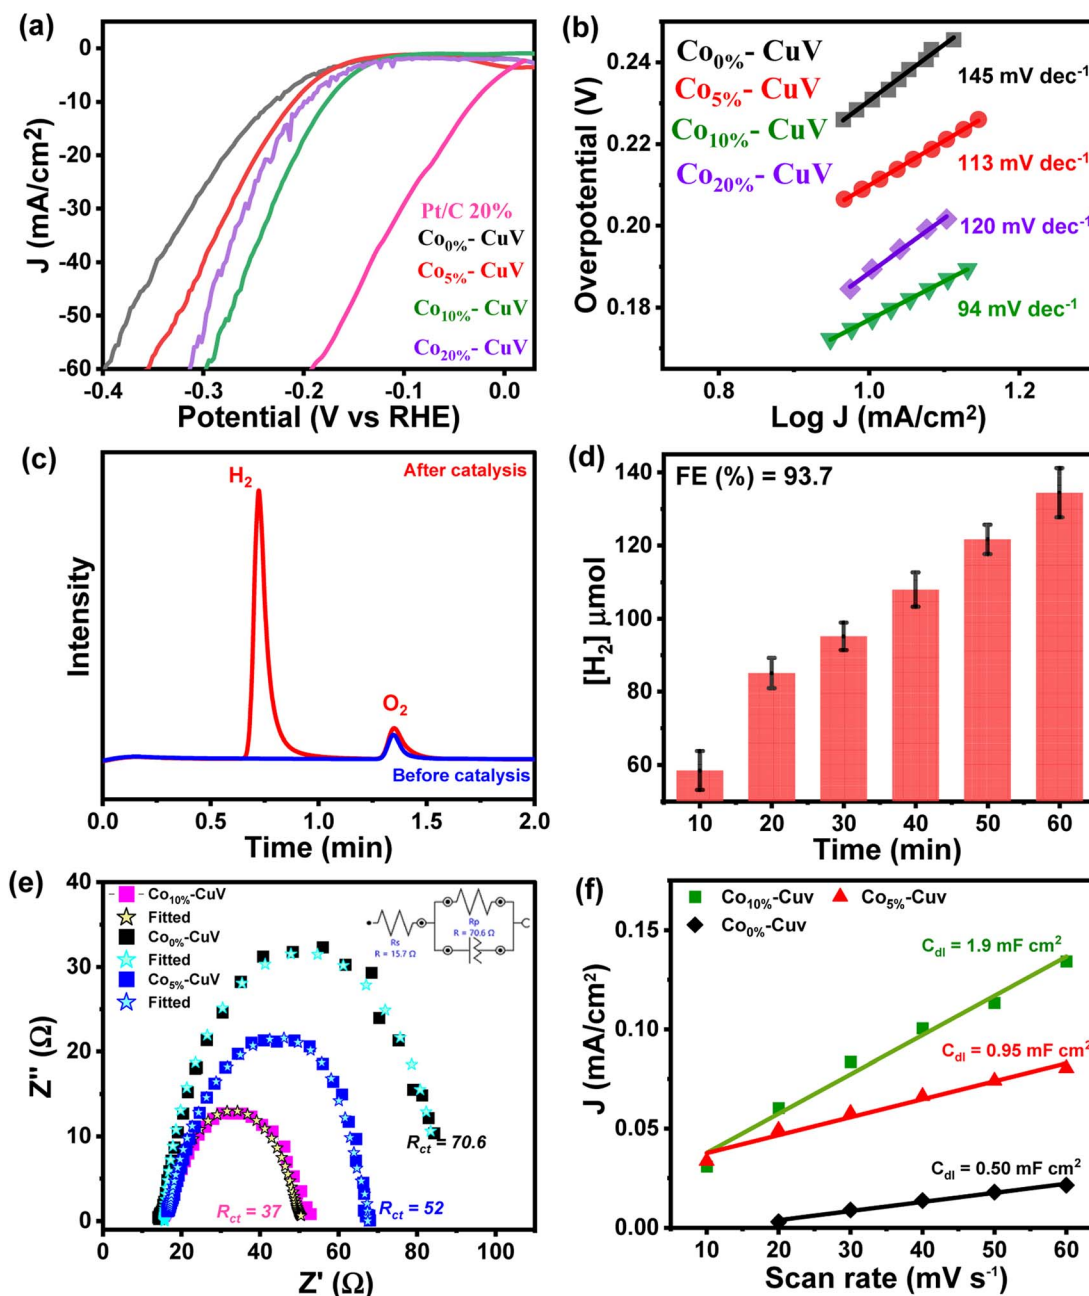 (a)
0
-10
-20
-30
-40
-50
-60
J (mA/cm²)
Pt/C 20%
Co0%- CuV
Co5%- CuV
Co10%- CuV
Co20%- CuV
-0.4 -0.3 -0.2 -0.1 0.0
Potential (V vs RHE)
(b)
Co0%- CuV
Co5%- CuV
Co10%- CuV
Co20%- CuV
0.24
0.22
0.20
0.18
Overpotential (V)
145 mV dec⁻¹
113 mV dec⁻¹
120 mV dec⁻¹
94 mV dec⁻¹
0.8 1.0 1.2
Log J (mA/cm²)
(c)
H2
After catalysis
Intensity
O2
Before catalysis
0.0 0.5 1.0 1.5 2.0
Time (min)
(d)
FE (%) = 93.7
140
120
100
80
60
[H2] μmol
10 20 30 40 50 60
Time (min)
(e)
40
30
20
10
0
Z'' (Ω)
Co10%-CuV
Fitted
Co0%-CuV
Fitted
Co5%-CuV
Fitted
Rs
R = 15.7 Ω
Rp
R = 70.6 Ω
Rct = 70.6
Rct = 37
Rct = 52
20 40 60 80 100
Z' (Ω)
(f)
Co10%-Cuv
Co5%-Cuv
Co0%-Cuv
0.15
0.10
0.05
0.00
J (mA/cm²)
Cdl = 1.9 mF cm²
Cdl = 0.95 mF cm²
Cdl = 0.50 mF cm²
10 20 30 40 50 60
Scan rate (mV s⁻¹)